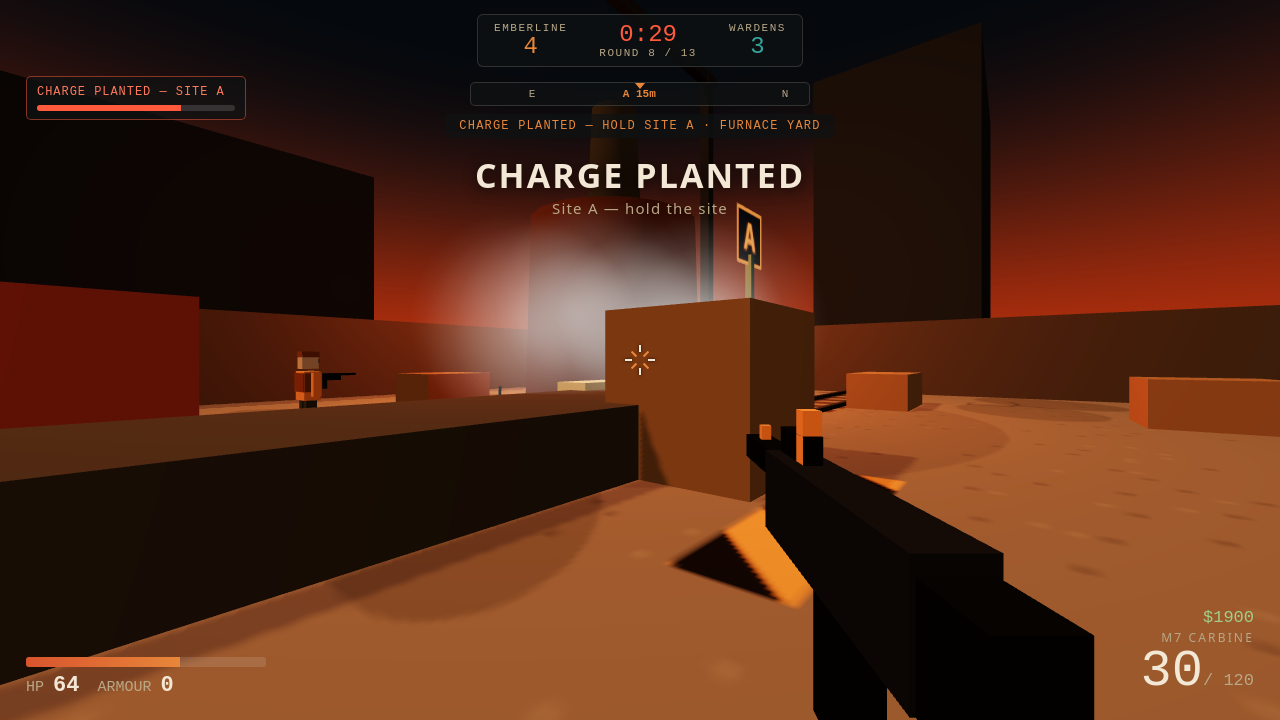 EMBERLINE
4
0:29
ROUND 8 / 13
WARDENS
3
CHARGE PLANTED — SITE A
E
A 15m
N
CHARGE PLANTED — HOLD SITE A · FURNACE YARD
CHARGE PLANTED
Site A — hold the site
A
$1900
M7 CARBINE
30 / 120
HP 64 ARMOUR 0